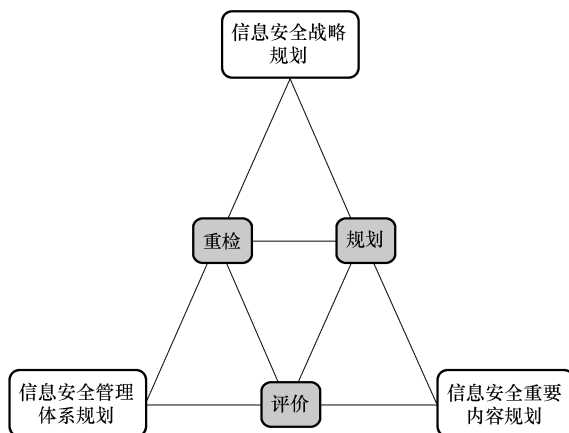 信息安全战略
规划
重检
规划
信息安全管理
体系规划
评价
信息安全重要
内容规划